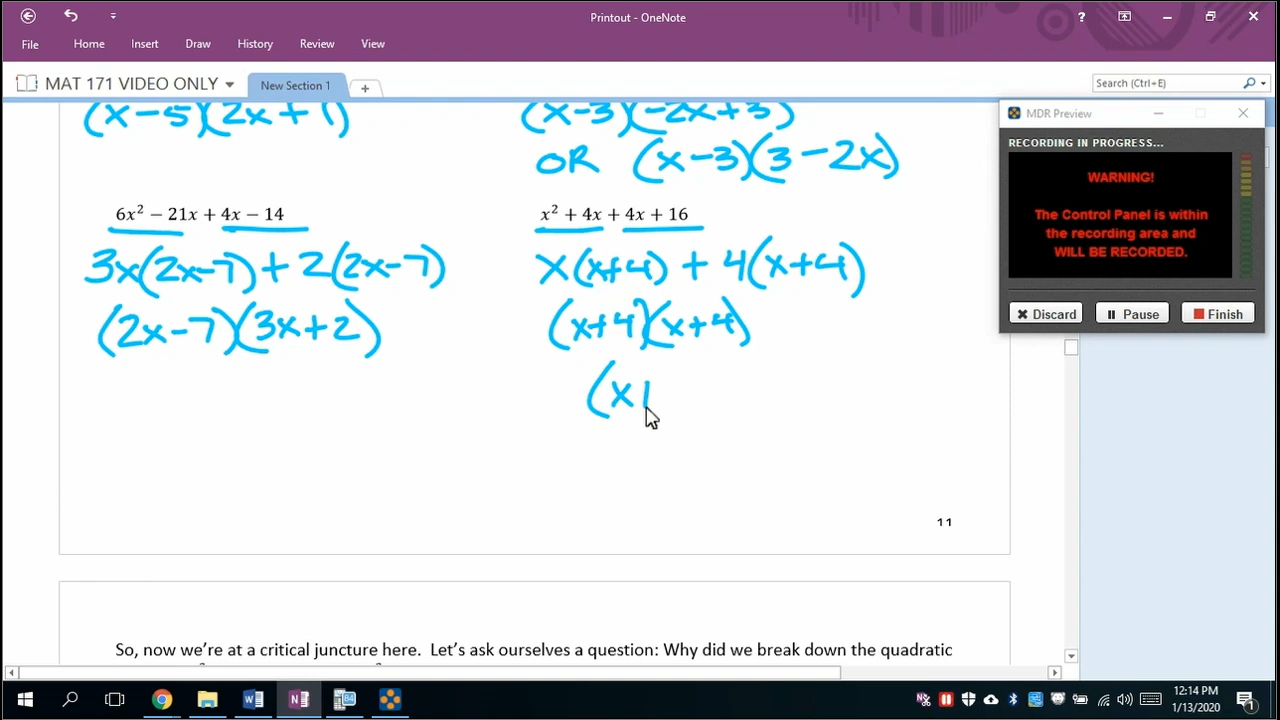 Printout - OneNote
?
File Home Insert Draw History Review View
MAT 171 VIDEO ONLY New Section 1 +
Search (Ctrl+E)
MDR Preview
RECORDING IN PROGRESS...
WARNING!
The Control Panel is within
the recording area and
WILL BE RECORDED.
Discard Pause Finish
(x-5)(2x+1)
(x-3)(-2x+3)
OR (x-3)(3-2x)
6x² − 21x + 4x − 14
3x(2x-7)+2(2x-7)
(2x-7)(3x+2)
x² + 4x + 4x + 16
x(x+4) + 4(x+4)
(x+4)(x+4)
(x
11
So, now we're at a critical juncture here. Let's ask ourselves a question: Why did we break down the quadratic
12:14 PM
1/13/2020